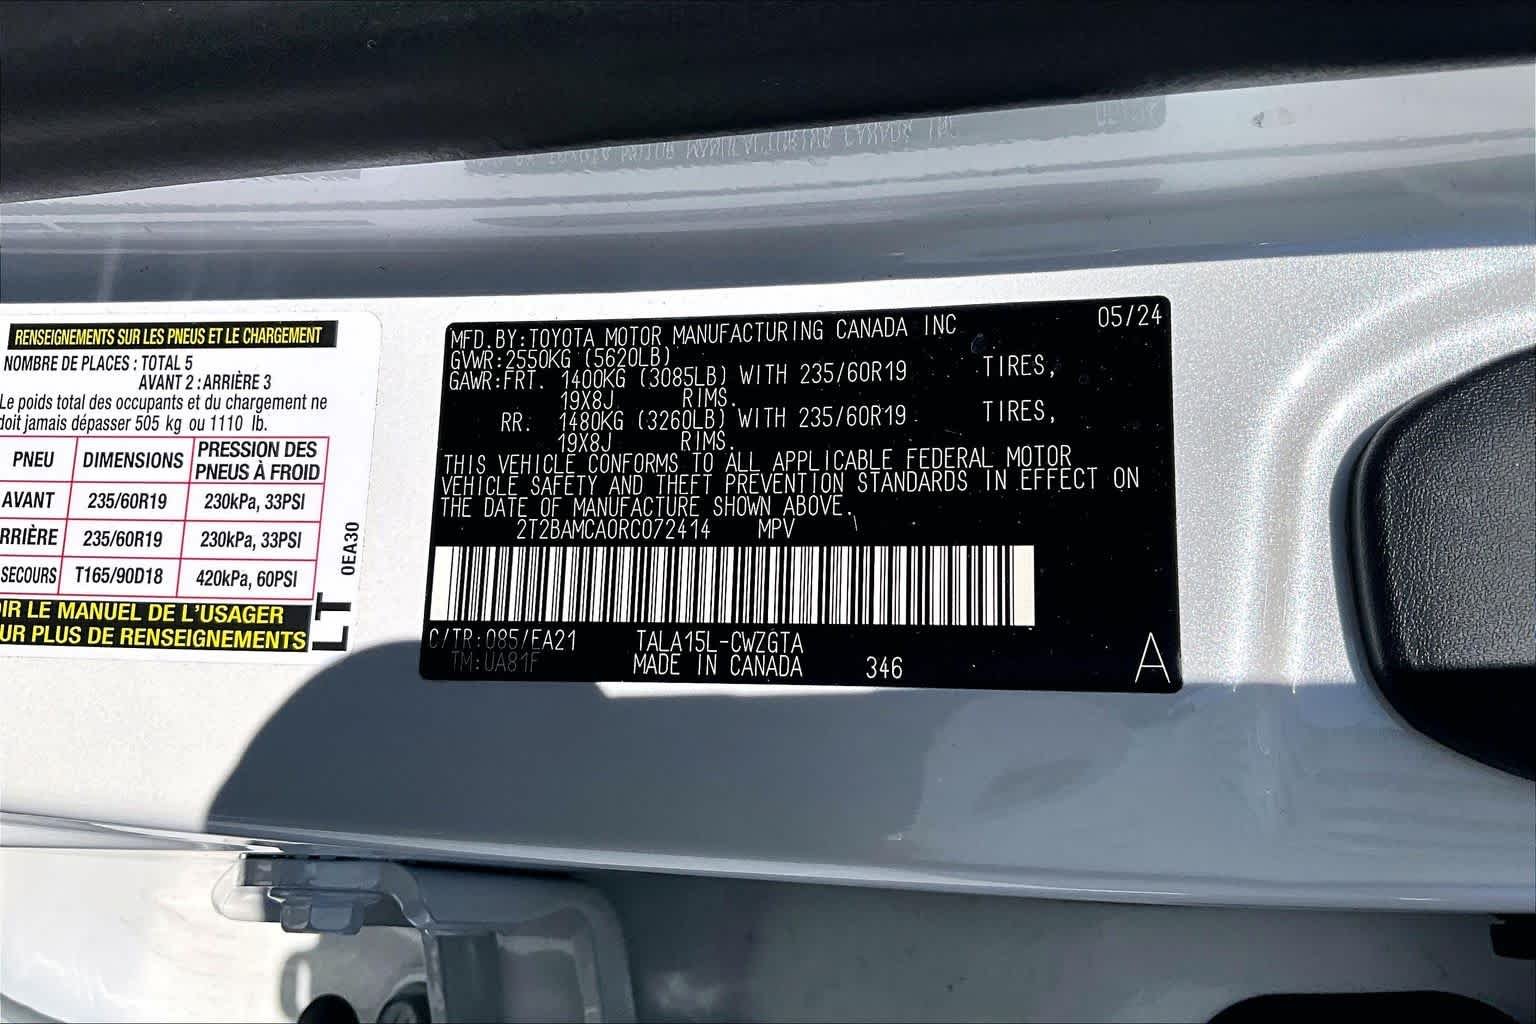 RENSEIGNEMENTS SUR LES PNEUS ET LE CHARGEMENT
NOMBRE DE PLACES : TOTAL 5
AVANT 2 : ARRIÈRE 3
Le poids total des occupants et du chargement ne
doit jamais dépasser 505 kg ou 1110 lb.
PNEU DIMENSIONS PRESSION DES PNEUS À FROID
AVANT 235/60R19 230kPa, 33PSI
RRIÈRE 235/60R19 230kPa, 33PSI
SECOURS T165/90D18 420kPa, 60PSI
OIR LE MANUEL DE L'USAGER
UR PLUS DE RENSEIGNEMENTS
0EA30
LT
MFD.BY:TOYOTA MOTOR MANUFACTURING CANADA INC 05/24
GVWR:2550KG (5620LB)
GAWR:FRT. 1400KG (3085LB) WITH 235/60R19 TIRES,
19X8J RIMS.
RR. 1480KG (3260LB) WITH 235/60R19 TIRES,
19X8J RIMS.
THIS VEHICLE CONFORMS TO ALL APPLICABLE FEDERAL MOTOR
VEHICLE SAFETY AND THEFT PREVENTION STANDARDS IN EFFECT ON
THE DATE OF MANUFACTURE SHOWN ABOVE.
2T2BAMCA0RC072414 MPV
C/TR:085/EA21 TALA15L-CWZGTA
TM:UA81F MADE IN CANADA 346 A